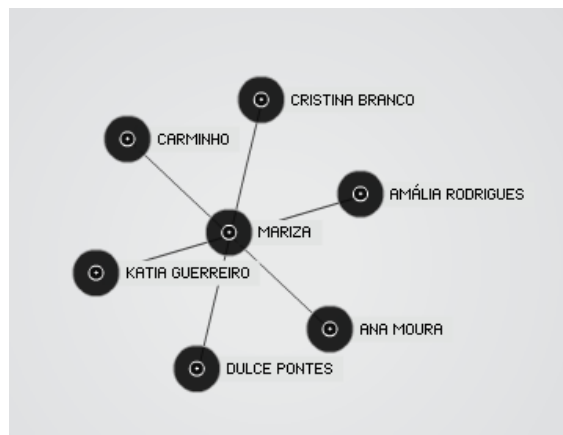 CRISTINA BRANCO
CARMINHO
AMÁLIA RODRIGUES
MARIZA
KATIA GUERREIRO
ANA MOURA
DULCE PONTES